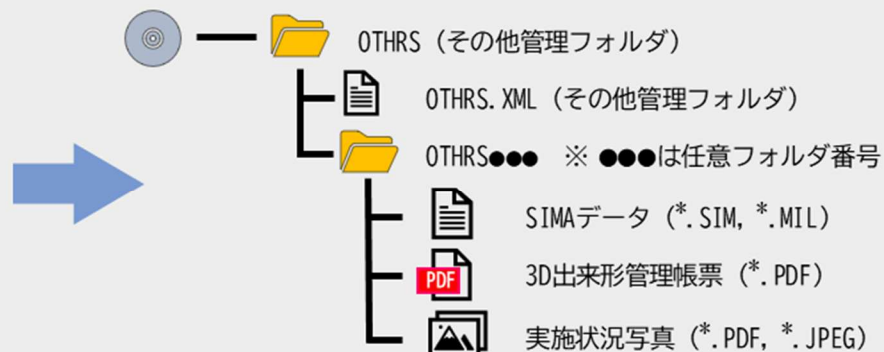 OTHRS (その他管理フォルダ)
OTHRS.XML (その他管理フォルダ)
OTHRS●●● ※ ●●●は任意フォルダ番号
SIMAデータ (*.SIM, *.MIL)
PDF 3D出来形管理帳票 (*.PDF)
実施状況写真 (*.PDF, *.JPEG)